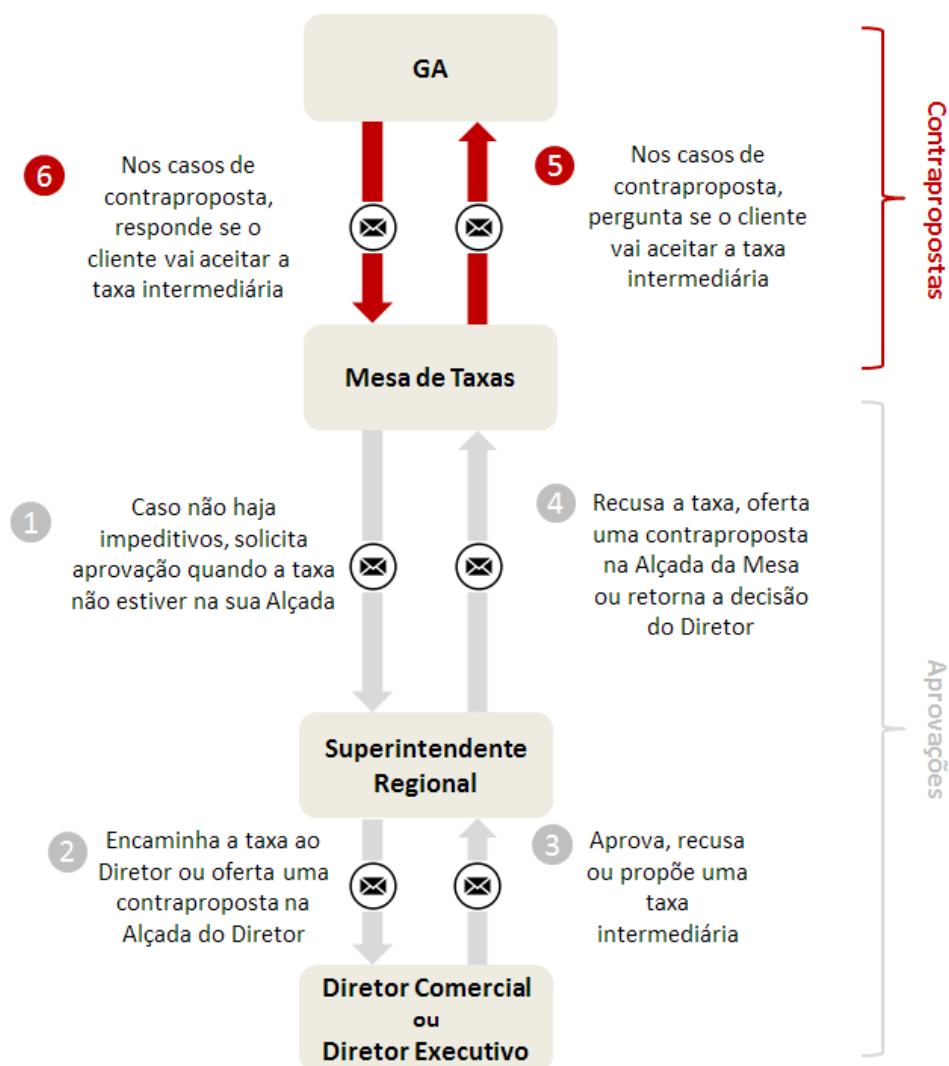 GA
6
Nos casos de
contraproposta,
responde se o
cliente vai aceitar a
taxa intermediária
5
Nos casos de
contraproposta,
pergunta se o cliente
vai aceitar a taxa
intermediária
Contrapropostas
Mesa de Taxas
1
Caso não haja
impeditivos, solicita
aprovação quando a taxa
não estiver na sua Alçada
4
Recusa a taxa, oferta
uma contraproposta
na Alçada da Mesa
ou retorna a decisão
do Diretor
Aprovações
Superintendente
Regional
2
Encaminha a taxa ao
Diretor ou oferta uma
contraproposta na
Alçada do Diretor
3
Aprova, recusa
ou propõe uma
taxa
intermediária
Diretor Comercial
ou
Diretor Executivo